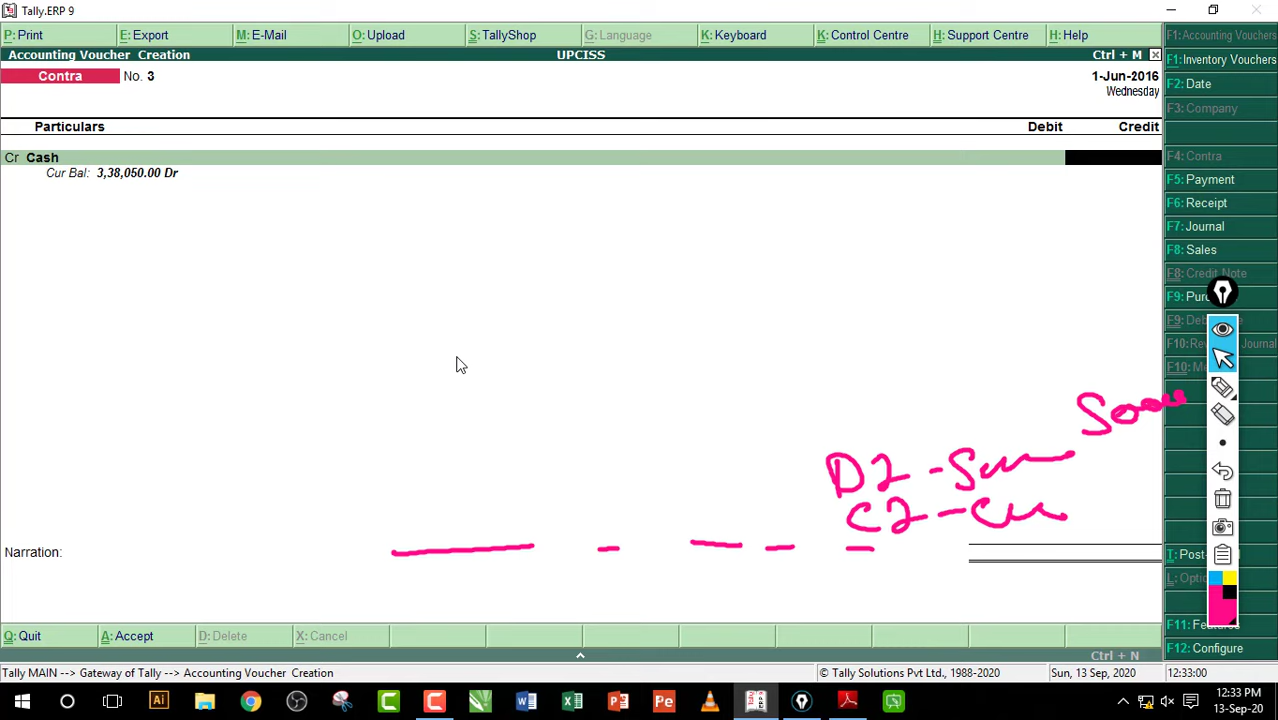 Tally.ERP 9
P: Print E: Export M: E-Mail O: Upload S: TallyShop G: Language K: Keyboard K: Control Centre H: Support Centre H: Help
F1: Accounting Vouchers
Accounting Voucher Creation UPCISS Ctrl + M
F1: Inventory Vouchers
Contra No. 3 1-Jun-2016
Wednesday
F2: Date
F3: Company
Particulars Debit Credit
F4: Contra
Cr Cash
Cur Bal: 3,38,050.00 Dr
F5: Payment
F6: Receipt
F7: Journal
F8: Sales
F8: Credit Note
F9:
F9:
F10: Journal
F10:
Narration:
F11:
F12: Configure
Q: Quit A: Accept D: Delete X: Cancel
Ctrl + N
Tally MAIN --> Gateway of Tally --> Accounting Voucher Creation © Tally Solutions Pvt Ltd., 1988-2020 Sun, 13 Sep, 2020 12:33:00
12:33 PM
13-Sep-20